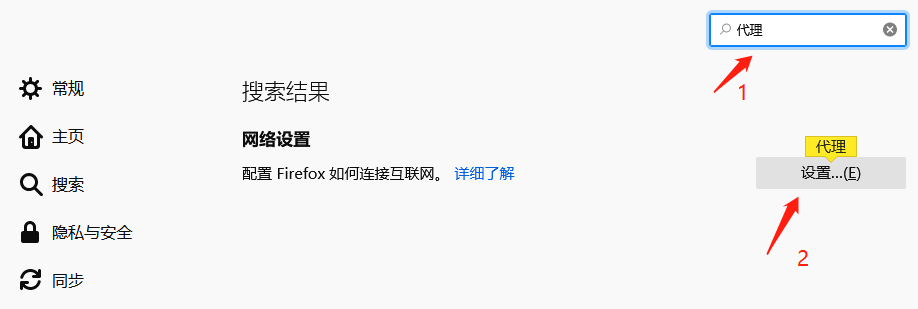 代理
1
常规
搜索结果
主页
网络设置
代理
配置 Firefox 如何连接互联网。 详细了解
设置...(E)
搜索
隐私与安全
2
同步